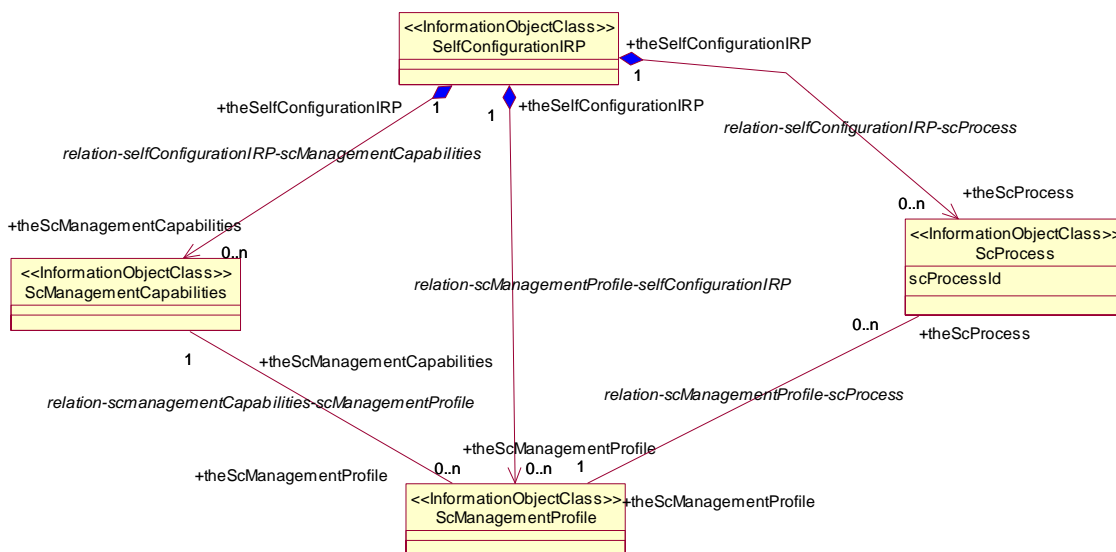 <<InformationObjectClass>>
SelfConfigurationIRP
+theSelfConfigurationIRP
1
+theSelfConfigurationIRP
1
1
+theSelfConfigurationIRP
relation-selfConfigurationIRP-scProcess
relation-selfConfigurationIRP-scManagementCapabilities
+theScProcess
0..n
+theScManagementCapabilities
0..n
<<InformationObjectClass>>
ScProcess
scProcessId
<<InformationObjectClass>>
ScManagementCapabilities
relation-scManagementProfile-selfConfigurationIRP
0..n
+theScProcess
1
+theScManagementCapabilities
relation-scmanagementCapabilities-scManagementProfile
relation-scManagementProfile-scProcess
+theScManagementProfile
0..n
0..n
1
+theScManagementProfile
<<InformationObjectClass>>
ScManagementProfile
+theScManagementProfile